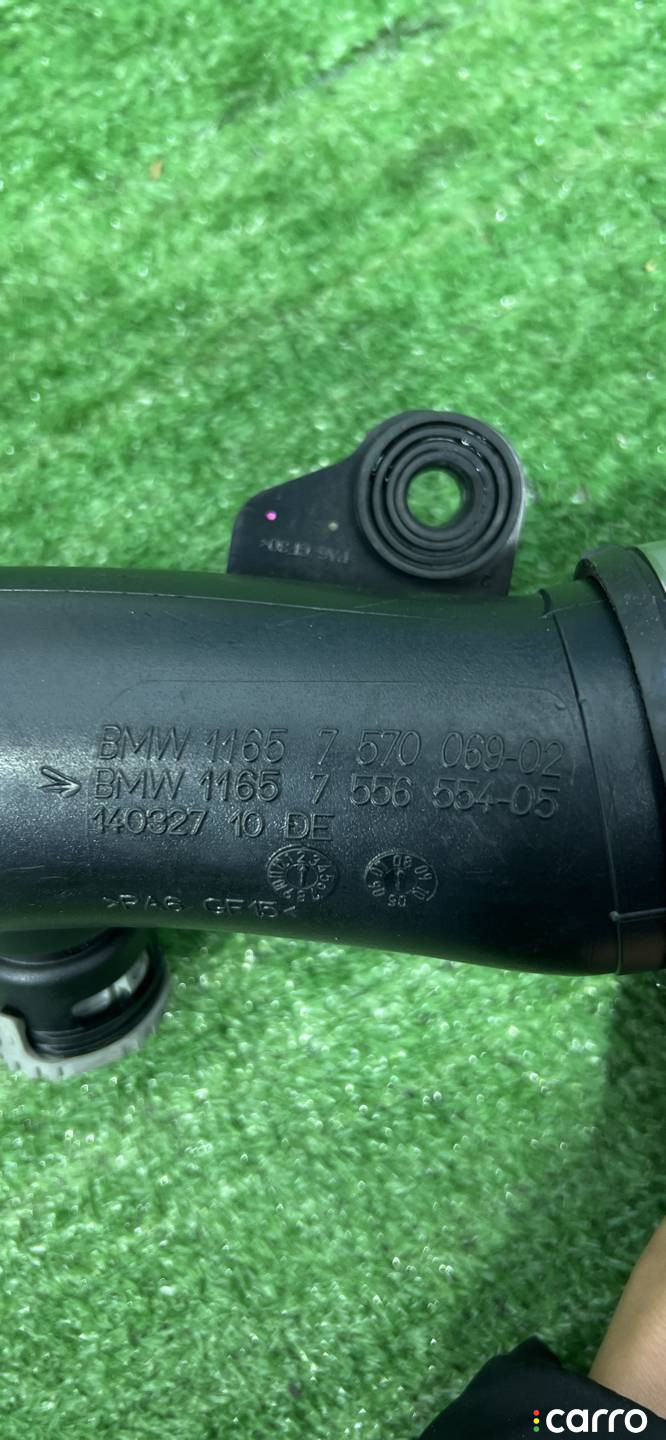 BMW 1165 7 570 069-02
BMW 1165 7 556 554-05
140327 10 DE
>PA6 GF15<
carro